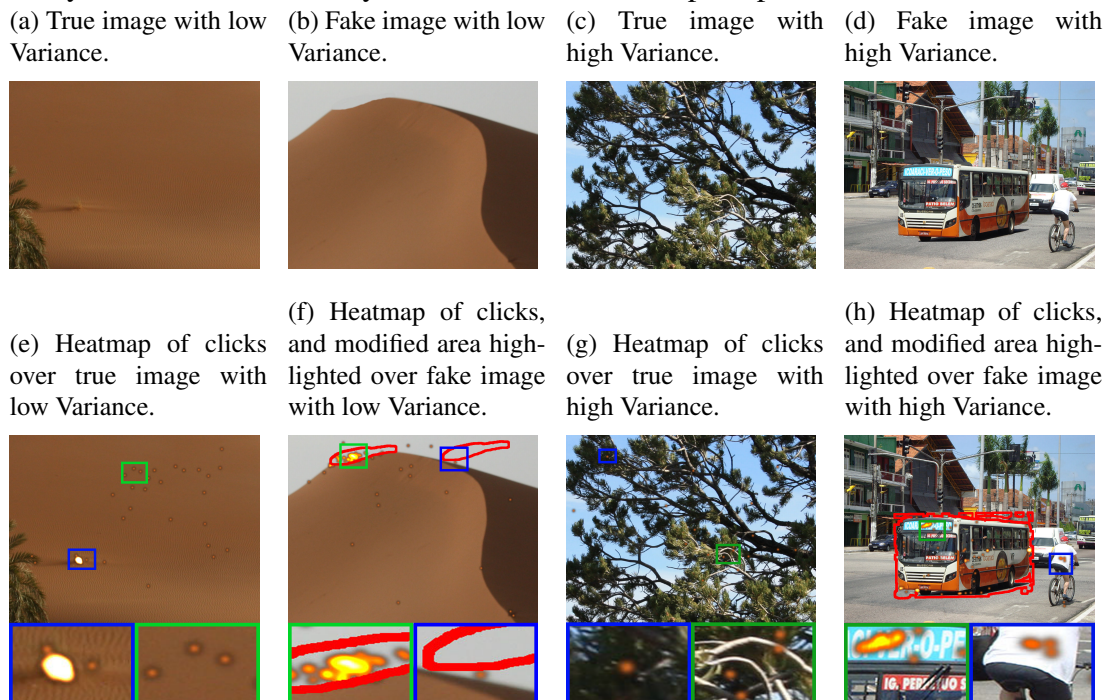 (a) True image with low
Variance.
(b) Fake image with low
Variance.
(c) True image with
high Variance.
(d) Fake image with
high Variance.
(e) Heatmap of clicks
over true image with
low Variance.
(f) Heatmap of clicks,
and modified area high-
lighted over fake image
with low Variance.
(g) Heatmap of clicks
over true image with
high Variance.
(h) Heatmap of clicks,
and modified area high-
lighted over fake image
with high Variance.